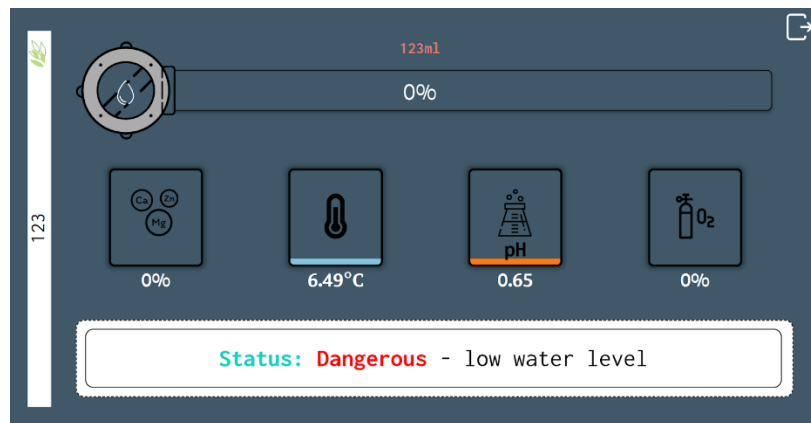 123ml
0%
123
Ca Zn
Mg
O2
pH
0% 6.49°C 0.65 0%
Status: Dangerous - low water level